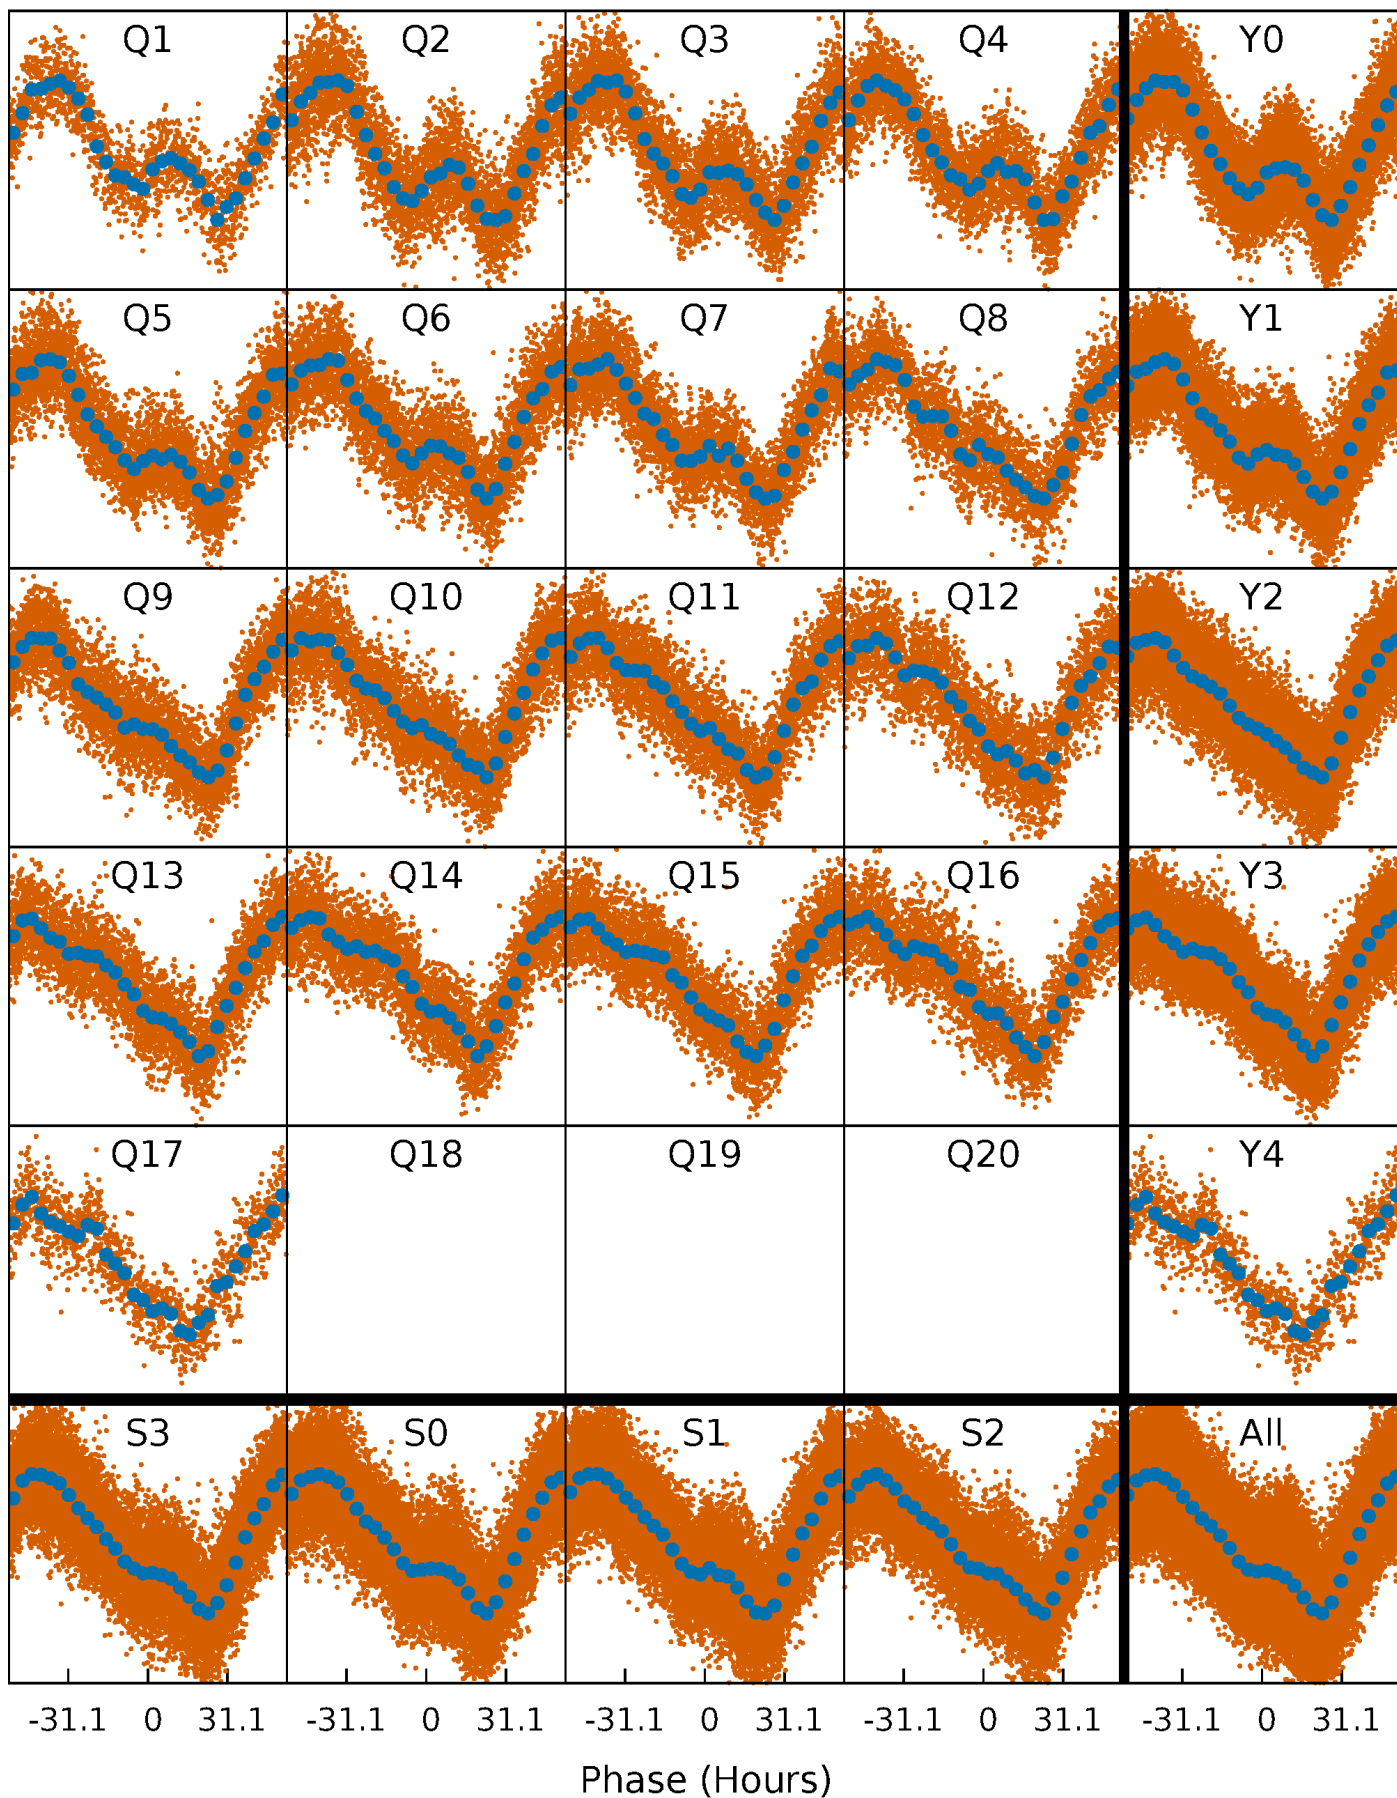 Q1 Q2 Q3 Q4 Y0
Q5 Q6 Q7 Q8 Y1
Q9 Q10 Q11 Q12 Y2
Q13 Q14 Q15 Q16 Y3
Q17 Q18 Q19 Q20 Y4
S3 S0 S1 S2 All
-31.1 0 31.1 -31.1 0 31.1 -31.1 0 31.1 -31.1 0 31.1 -31.1 0 31.1
Phase (Hours)